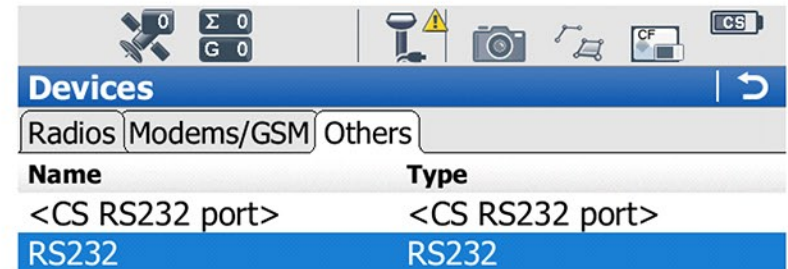 0 Σ 0 CS
G 0 CF
Devices
Radios Modems/GSM Others
Name Type
<CS RS232 port> <CS RS232 port>
RS232 RS232